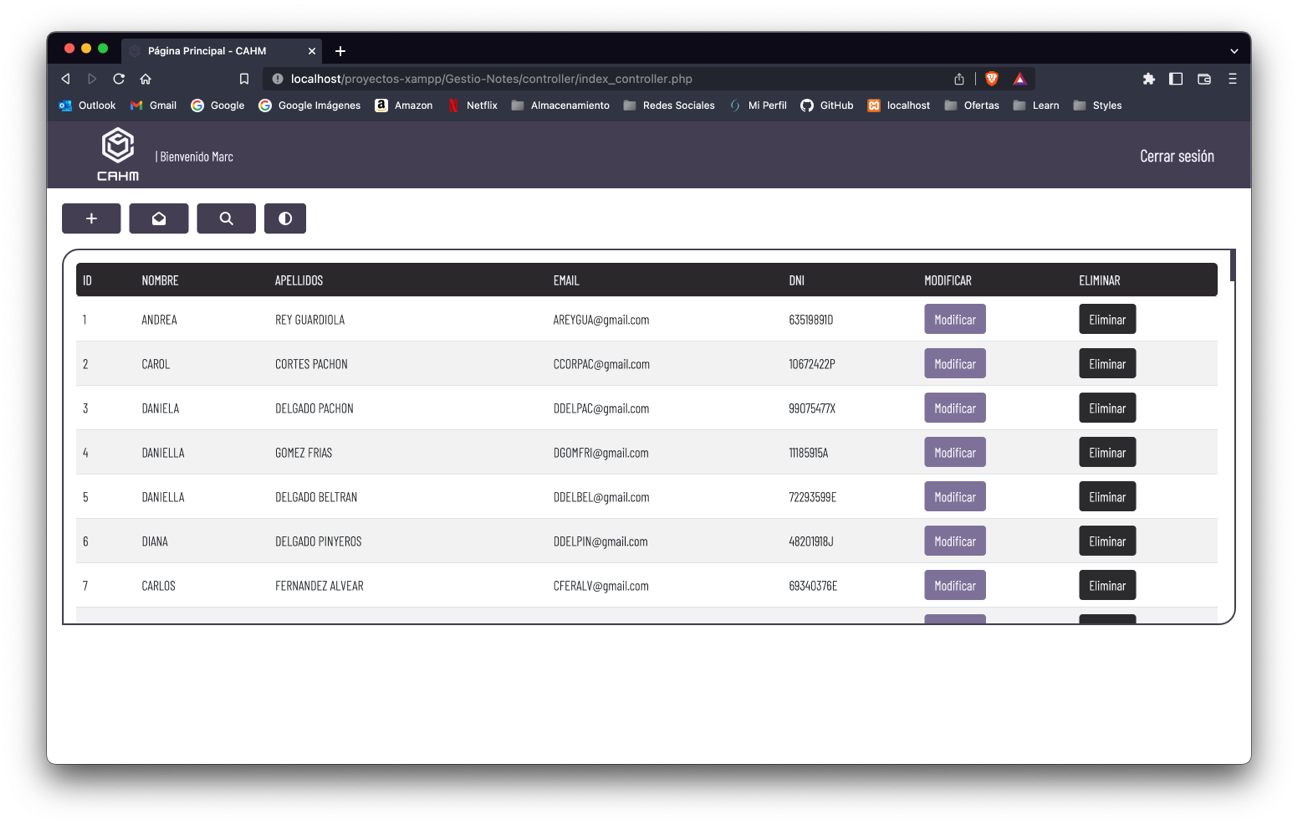 Página Principal - CAHM
localhost/proyectos-xampp/Gestio-Notes/controller/index_controller.php
Outlook Gmail Google Google Imágenes Amazon Netflix Almacenamiento Redes Sociales Mi Perfil GitHub localhost Ofertas Learn Styles
CAHM | Bienvenido Marc Cerrar sesión
ID NOMBRE APELLIDOS EMAIL DNI MODIFICAR ELIMINAR
1 ANDREA REY GUARDIOLA AREYGUA@gmail.com 63519891D Modificar Eliminar
2 CAROL CORTES PACHON CCORPAC@gmail.com 10672422P Modificar Eliminar
3 DANIELA DELGADO PACHON DDELPAC@gmail.com 99075477X Modificar Eliminar
4 DANIELLA GOMEZ FRIAS DGOMFRI@gmail.com 11185915A Modificar Eliminar
5 DANIELLA DELGADO BELTRAN DDELBEL@gmail.com 72293599E Modificar Eliminar
6 DIANA DELGADO PINYEROS DDELPIN@gmail.com 48201918J Modificar Eliminar
7 CARLOS FERNANDEZ ALVEAR CFERALV@gmail.com 69340376E Modificar Eliminar